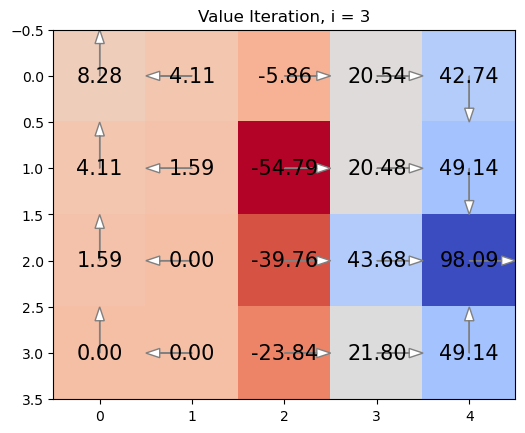 Value Iteration, i = 3
−0.5
0.0
0.5
1.0
1.5
2.0
2.5
3.0
3.5
8.28 4.11 -5.86 20.54 42.74
4.11 1.59 -54.79 20.48 49.14
1.59 0.00 -39.76 43.68 98.09
0.00 0.00 -23.84 21.80 49.14
0 1 2 3 4